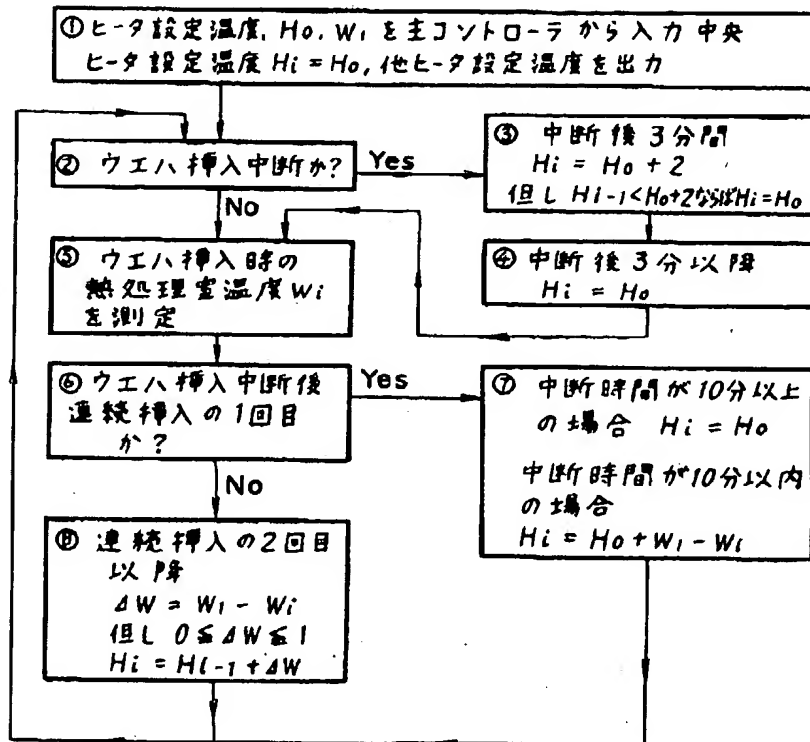 ① ヒータ設定温度, Ho, W1 を主コントローラから入力 中央
ヒータ設定温度 Hi = Ho, 他ヒータ設定温度を出力
② ウエハ挿入中断か?
Yes
No
③ 中断後3分間
Hi = Ho + 2
但し Hi-1 < Ho+2ならばHi = Ho
④ 中断後3分以降
Hi = Ho
⑤ ウエハ挿入時の
熱処理室温度 Wi
を測定
⑥ ウエハ挿入中断後
連続挿入の1回目
か?
Yes
No
⑦ 中断時間が10分以上
の場合 Hi = Ho
中断時間が10分以内
の場合
Hi = Ho + W1 - Wi
⑧ 連続挿入の2回目
以降
ΔW = W1 - Wi
但し 0 ≦ ΔW ≦ 1
Hi = Hi-1 + ΔW